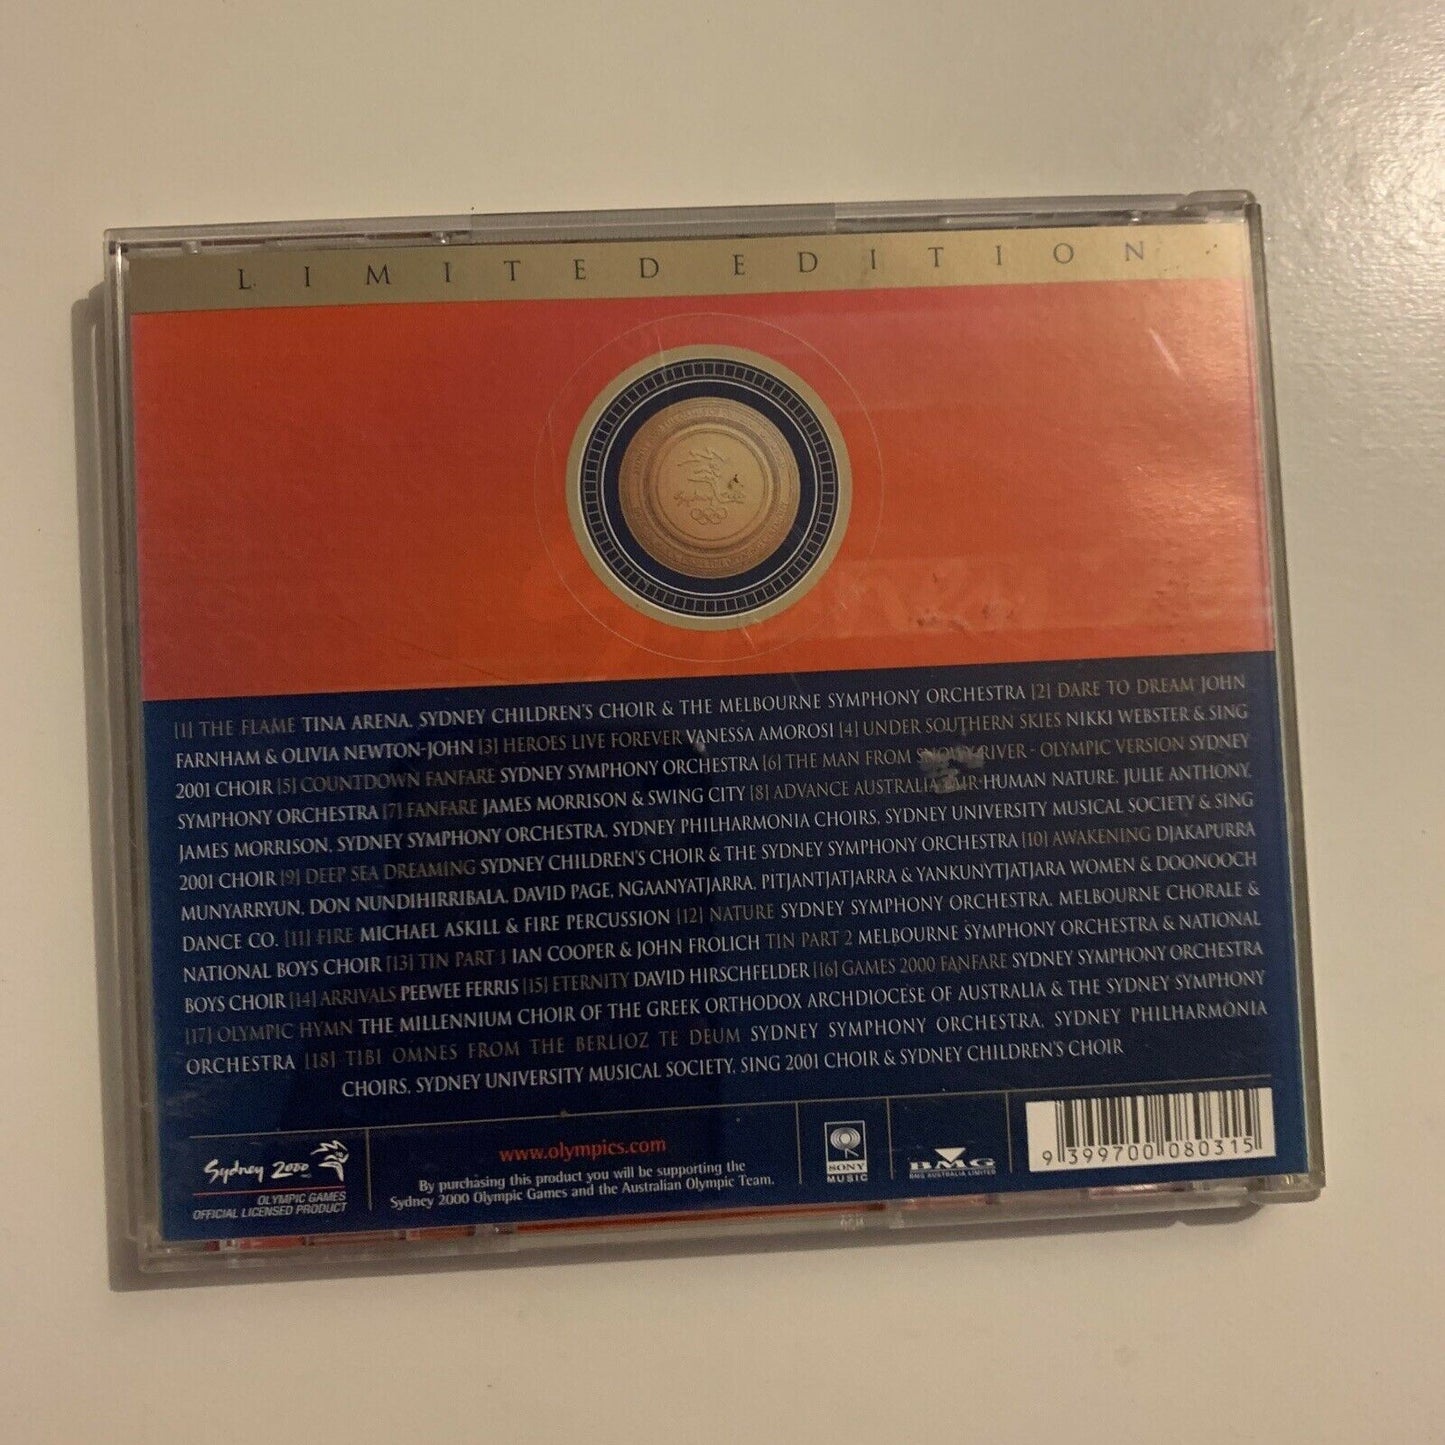 LIMITED EDITION
Sydney 2000
[1] THE FLAME TINA ARENA, SYDNEY CHILDREN'S CHOIR & THE MELBOURNE SYMPHONY ORCHESTRA [2] DARE TO DREAM JOHN
FARNHAM & OLIVIA NEWTON-JOHN [3] HEROES LIVE FOREVER VANESSA AMOROSI [4] UNDER SOUTHERN SKIES NIKKI WEBSTER & SING
2001 CHOIR [5] COUNTDOWN FANFARE SYDNEY SYMPHONY ORCHESTRA [6] THE MAN FROM SNOWY RIVER - OLYMPIC VERSION SYDNEY
SYMPHONY ORCHESTRA [7] FANFARE JAMES MORRISON & SWING CITY [8] ADVANCE AUSTRALIA FAIR HUMAN NATURE, JULIE ANTHONY,
JAMES MORRISON, SYDNEY SYMPHONY ORCHESTRA, SYDNEY PHILHARMONIA CHOIRS, SYDNEY UNIVERSITY MUSICAL SOCIETY & SING
2001 CHOIR [9] DEEP SEA DREAMING SYDNEY CHILDREN'S CHOIR & THE SYDNEY SYMPHONY ORCHESTRA [10] AWAKENING DJAKAPURRA
MUNYARRYUN, DON NUNDIHIRRIBALA, DAVID PAGE, NGAANYATJARRA, PITJANTJATJARRA & YANKUNYTJATJARA WOMEN & DOONOOCH
DANCE CO. [11] FIRE MICHAEL ASKILL & FIRE PERCUSSION [12] NATURE SYDNEY SYMPHONY ORCHESTRA, MELBOURNE CHORALE &
NATIONAL BOYS CHOIR [13] TIN PART 1 IAN COOPER & JOHN FROLICH TIN PART 2 MELBOURNE SYMPHONY ORCHESTRA & NATIONAL
BOYS CHOIR [14] ARRIVALS PEEWEE FERRIS [15] ETERNITY DAVID HIRSCHFELDER [16] GAMES 2000 FANFARE SYDNEY SYMPHONY ORCHESTRA
[17] OLYMPIC HYMN THE MILLENNIUM CHOIR OF THE GREEK ORTHODOX ARCHDIOCESE OF AUSTRALIA & THE SYDNEY SYMPHONY
ORCHESTRA [18] TIBI OMNES FROM THE BERLIOZ TE DEUM SYDNEY SYMPHONY ORCHESTRA, SYDNEY PHILHARMONIA
CHOIRS, SYDNEY UNIVERSITY MUSICAL SOCIETY, SING 2001 CHOIR & SYDNEY CHILDREN'S CHOIR
Sydney 2000
OLYMPIC GAMES
OFFICIAL LICENSED PRODUCT
www.olympics.com
By purchasing this product you will be supporting the
Sydney 2000 Olympic Games and the Australian Olympic Team.
SONY
MUSIC
BMG
BMG AUSTRALIA LIMITED
9 399700 080315